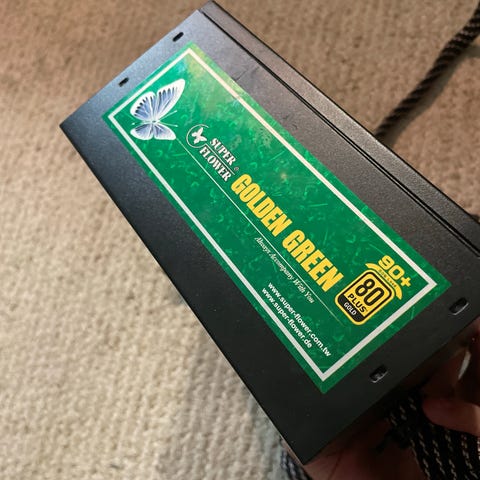 SUPER
FLOWER
GOLDEN GREEN
Always Accompany With You
www.super-flower.com.tw
www.super-flower.de
90+
80
PLUS
GOLD